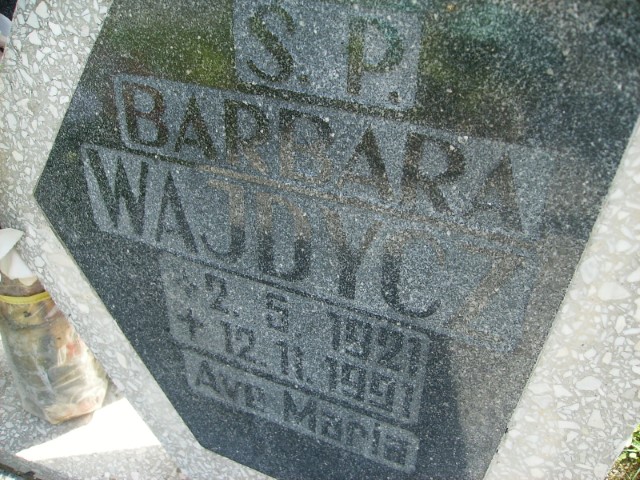 S. P.
BARBARA
WAJDYCZ
* 2. 5 1921
+ 12. 11. 1991
Ave Maria